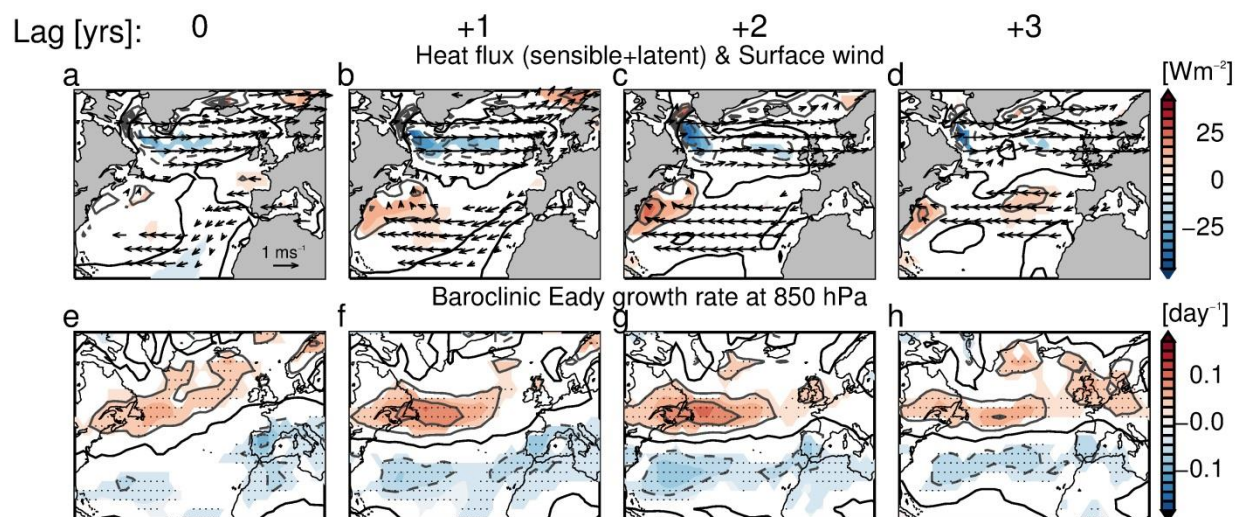 Lag [yrs]: 0 +1 +2 +3
Heat flux (sensible+latent) & Surface wind
a b c d [Wm⁻²]
25
0
−25
1 ms⁻¹
Baroclinic Eady growth rate at 850 hPa
e f g h [day⁻¹]
0.1
−0.0
−0.1